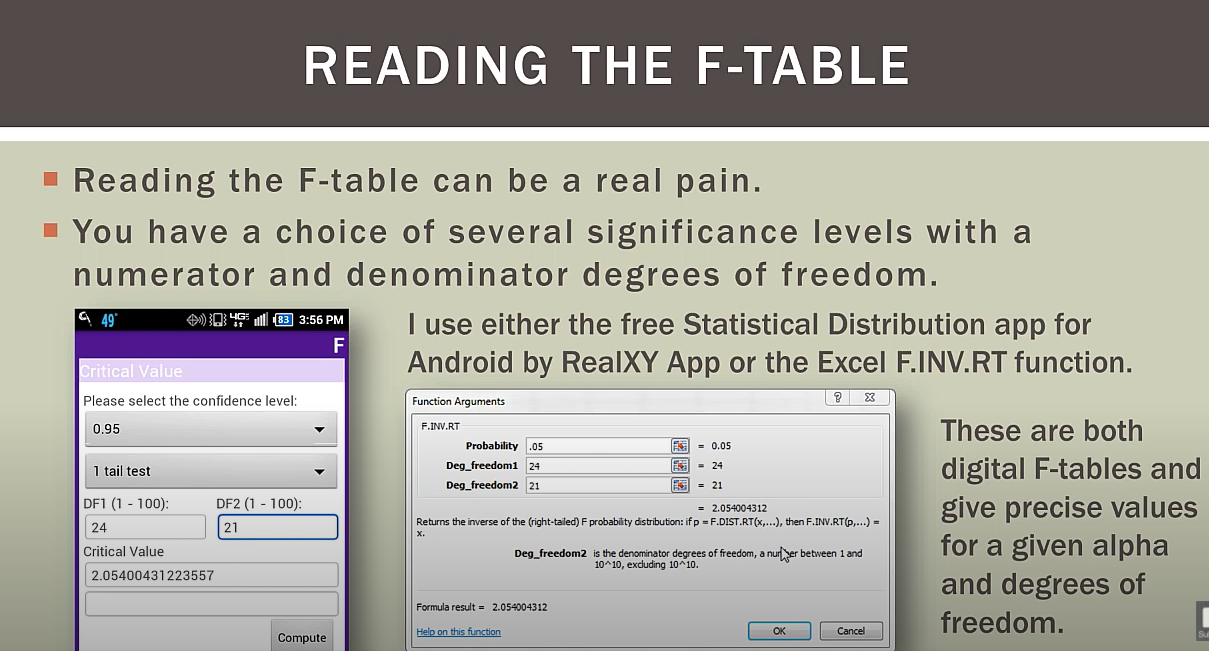 READING THE F-TABLE
Reading the F-table can be a real pain.
You have a choice of several significance levels with a
numerator and denominator degrees of freedom.
49°
4G
83
3:56 PM
F
Critical Value
Please select the confidence level:
0.95
1 tail test
DF1 (1 - 100):
DF2 (1 - 100):
24
21
Critical Value
2.05400431223557
Compute
I use either the free Statistical Distribution app for
Android by RealXY App or the Excel F.INV.RT function.
Function Arguments
?
F.INV.RT
Probability .05 = 0.05
Deg_freedom1 24 = 24
Deg_freedom2 21 = 21
= 2.054004312
Returns the inverse of the (right-tailed) F probability distribution: if p = F.DIST.RT(x,...), then F.INV.RT(p,...) =
x.
Deg_freedom2 is the denominator degrees of freedom, a number between 1 and
10^10, excluding 10^10.
Formula result = 2.054004312
Help on this function
OK
Cancel
These are both
digital F-tables and
give precise values
for a given alpha
and degrees of
freedom.